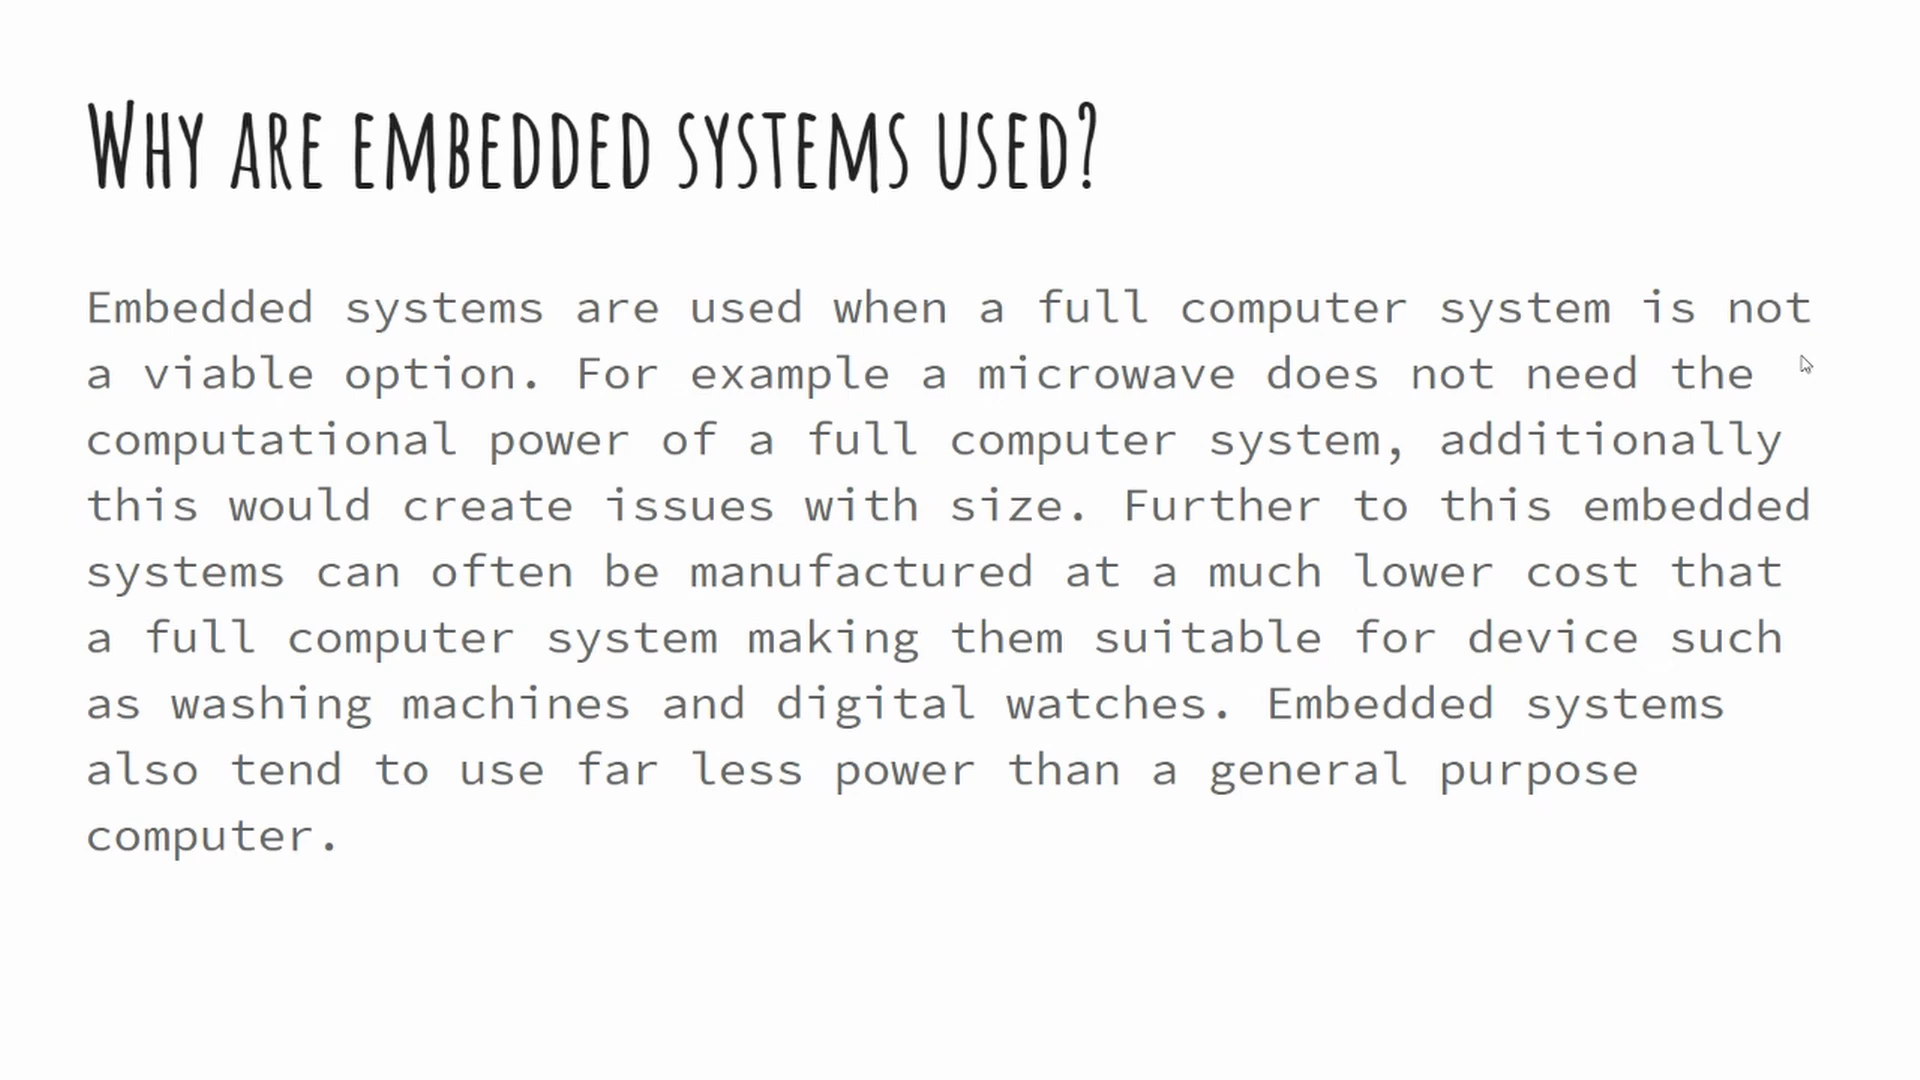 Why are embedded systems used?
Embedded systems are used when a full computer system is not
a viable option. For example a microwave does not need the
computational power of a full computer system, additionally
this would create issues with size. Further to this embedded
systems can often be manufactured at a much lower cost that
a full computer system making them suitable for device such
as washing machines and digital watches. Embedded systems
also tend to use far less power than a general purpose
computer.